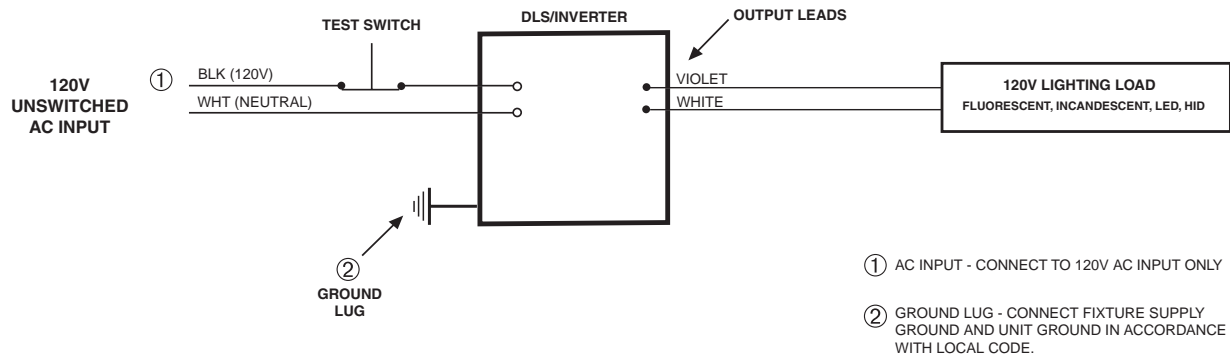 TEST SWITCH
DLS/INVERTER
OUTPUT LEADS
120V
UNSWITCHED
AC INPUT
1
BLK (120V)
WHT (NEUTRAL)
VIOLET
WHITE
120V LIGHTING LOAD
FLUORESCENT, INCANDESCENT, LED, HID
2
GROUND
LUG
1 AC INPUT - CONNECT TO 120V AC INPUT ONLY
2 GROUND LUG - CONNECT FIXTURE SUPPLY
GROUND AND UNIT GROUND IN ACCORDANCE
WITH LOCAL CODE.